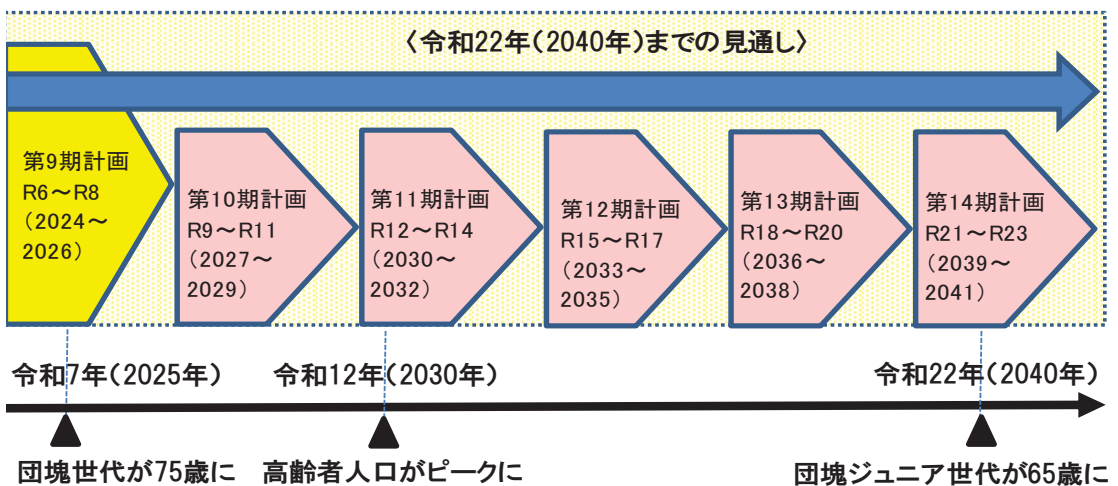 〈令和22年(2040年)までの見通し〉
第9期計画
R6～R8
(2024～
2026)
第10期計画
R9～R11
(2027～
2029)
第11期計画
R12～R14
(2030～
2032)
第12期計画
R15～R17
(2033～
2035)
第13期計画
R18～R20
(2036～
2038)
第14期計画
R21～R23
(2039～
2041)
令和7年(2025年)
令和12年(2030年)
令和22年(2040年)
団塊世代が75歳に
高齢者人口がピークに
団塊ジュニア世代が65歳に